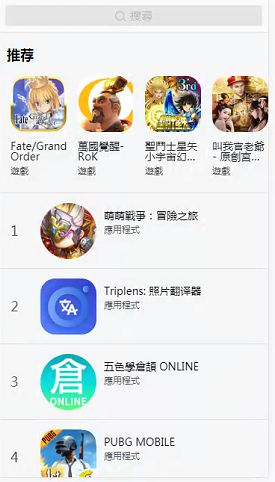 搜尋
推荐
3rd
Fate/Grand
Order
萬國覺醒-
RoK
聖鬥士星矢
小宇宙幻...
叫我官老爺
- 原創宮...
遊戲
遊戲
遊戲
遊戲
1
萌萌戰爭：冒險之旅
應用程式
2
Triplens: 照片翻译器
應用程式
3
倉
ONLINE
五色學倉頡 ONLINE
應用程式
4
PUBG
PUBG MOBILE
應用程式